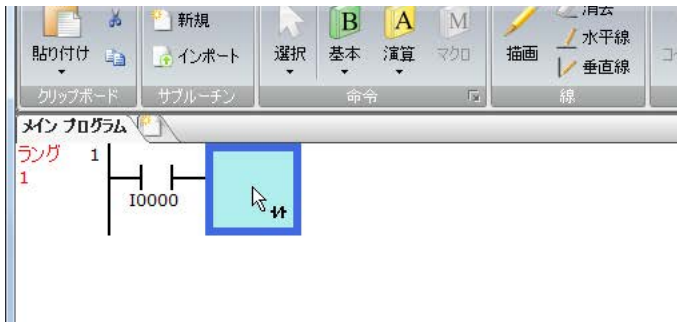 消去
新規
水平線
貼り付け
インポート
選択
基本
演算
マクロ
描画
垂直線
クリップボード
サブルーチン
命令
線
メイン プログラム
ラング 1
1
I0000
B
A
M